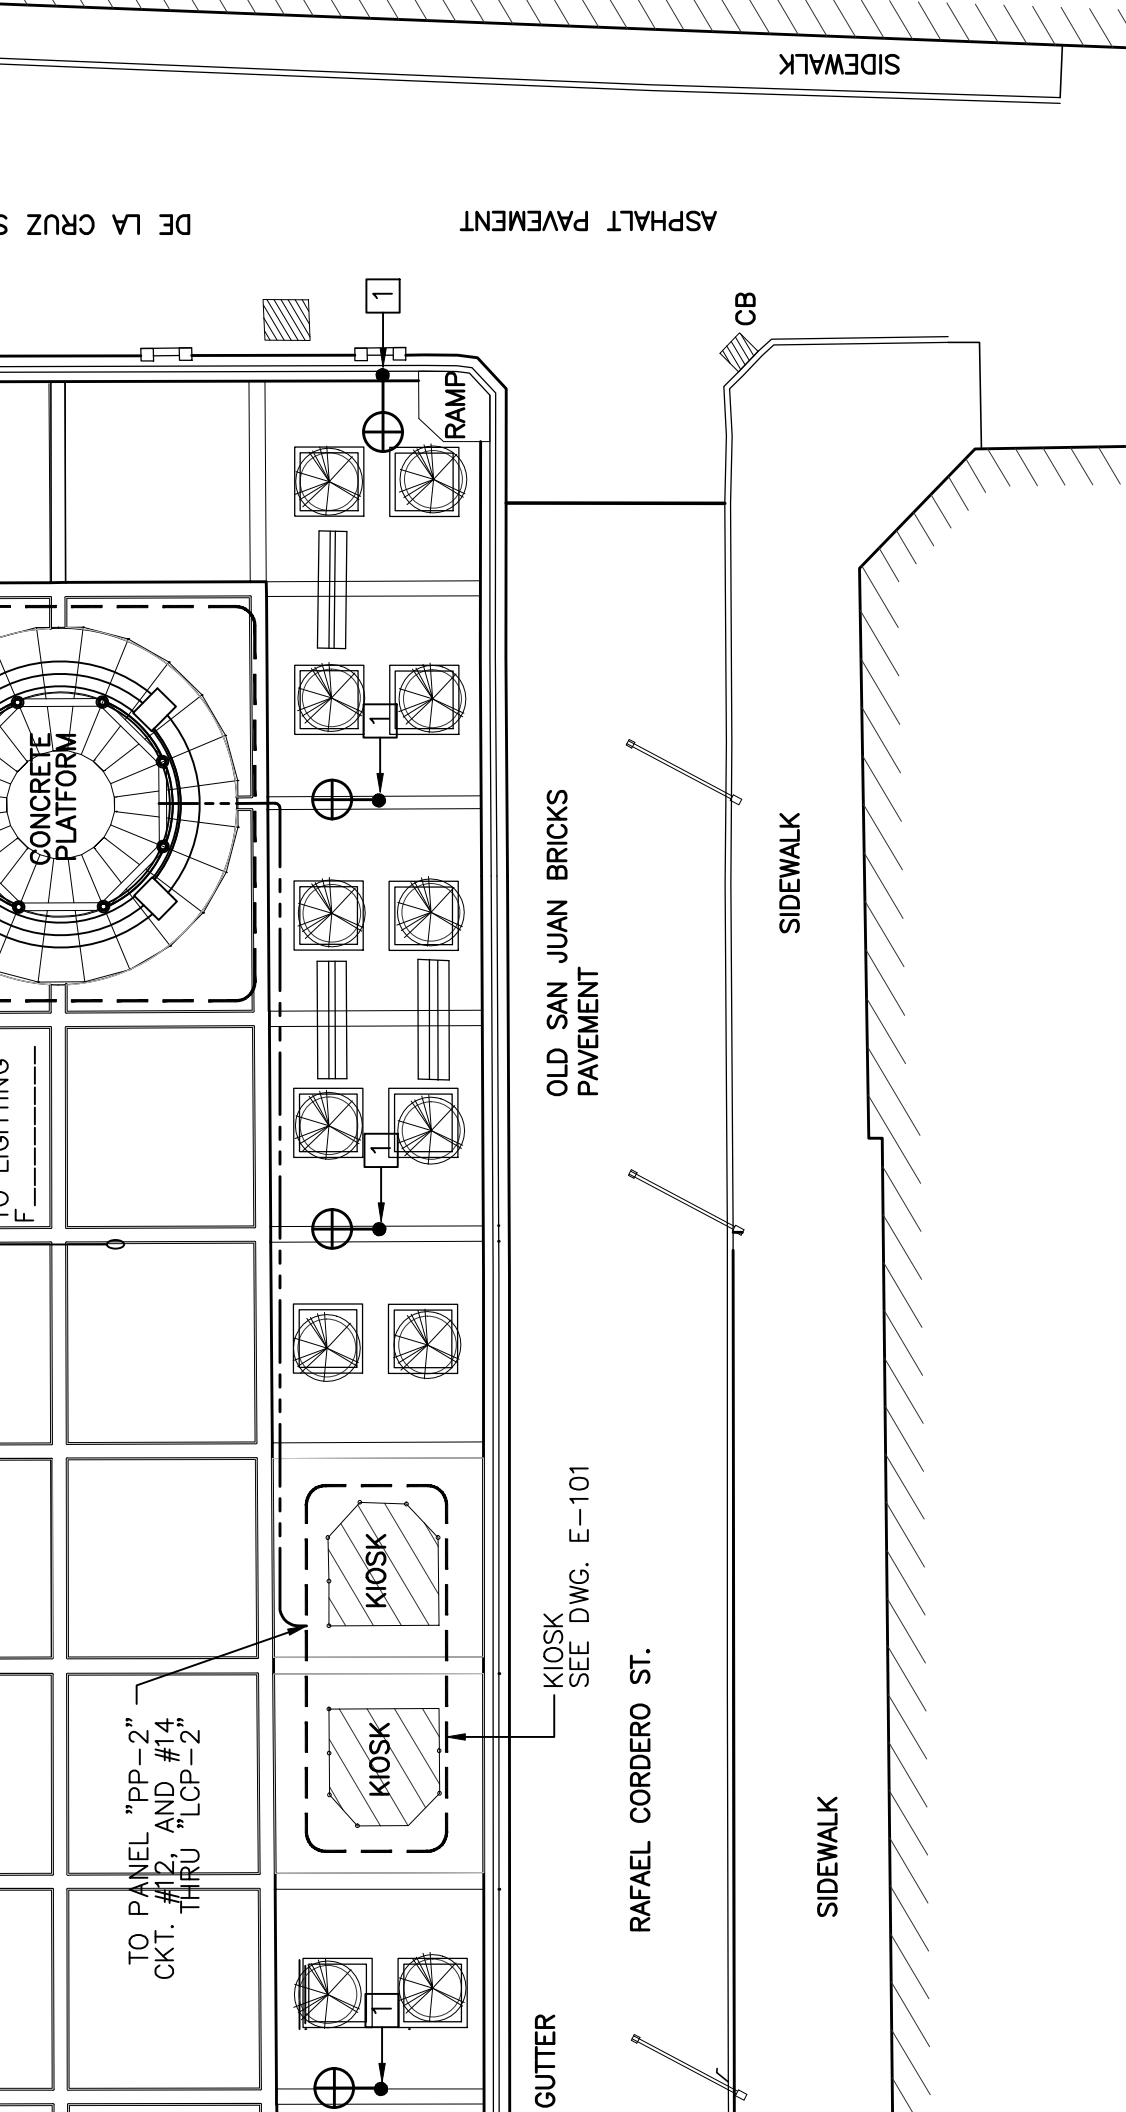 SIDEWALK
DE LA CRUZ S
ASPHALT PAVEMENT
1
CB
RAMP
1
CONCRETE
PLATFORM
OLD SAN JUAN BRICKS
PAVEMENT
SIDEWALK
TO LIGHTING
F
1
KIOSK
KIOSK
SEE DWG. E-101
KIOSK
TO PANEL "PP-2"
CKT. #12, AND #14
THRU "LCP-2"
RAFAEL CORDERO ST.
SIDEWALK
1
GUTTER